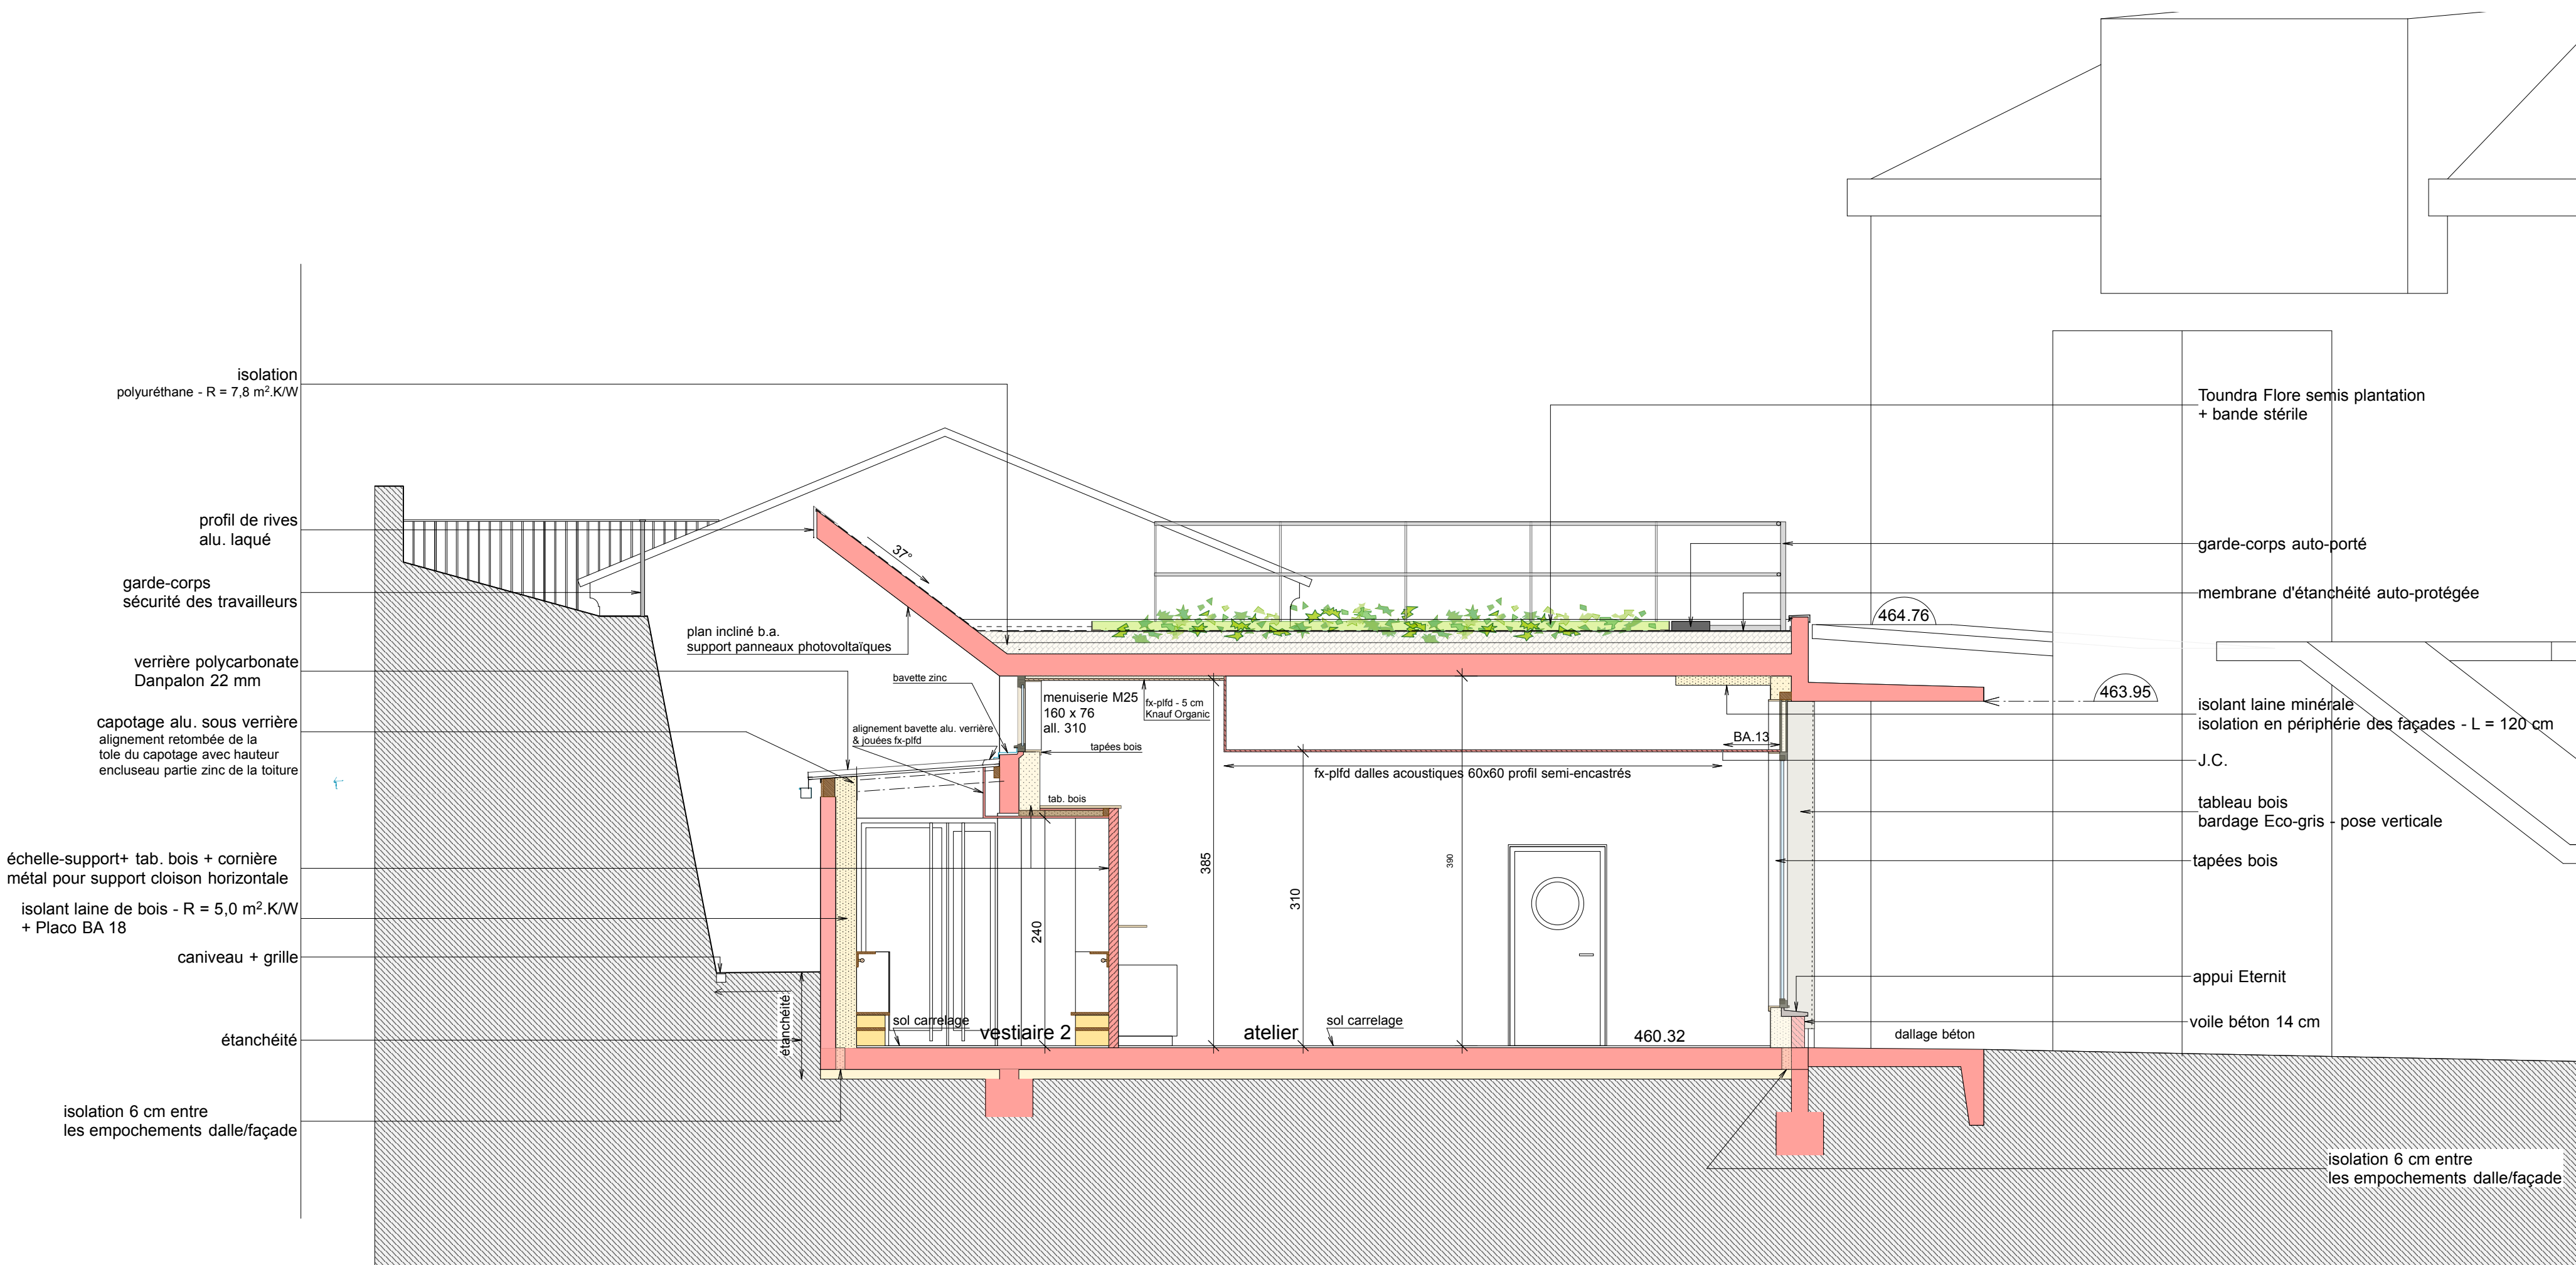 isolation
polyuréthane - R = 7,8 m².K/W
profil de rives
alu. laqué
garde-corps
sécurité des travailleurs
verrière polycarbonate
Danpalon 22 mm
capotage alu. sous verrière
alignement retombée de la
tole du capotage avec hauteur
encluseau partie zinc de la toiture
échelle-support+ tab. bois + cornière
métal pour support cloison horizontale
isolant laine de bois - R = 5,0 m².K/W
+ Placo BA 18
caniveau + grille
étanchéité
isolation 6 cm entre
les empochements dalle/façade
37°
plan incliné b.a.
support panneaux photovoltaïques
bavette zinc
alignement bavette alu. verrière
& jouées fx-plfd
menuiserie M25
160 x 76
all. 310
fx-plfd - 5 cm
Knauf Organic
tapées bois
tab. bois
240
385
310
390
BA.13
fx-plfd dalles acoustiques 60x60 profil semi-encastrés
étanchéité
sol carrelage
vestiaire 2
atelier
sol carrelage
460.32
dallage béton
464.76
463.95
Toundra Flore semis plantation
+ bande stérile
garde-corps auto-porté
membrane d'étanchéité auto-protégée
isolant laine minérale
isolation en périphérie des façades - L = 120 cm
J.C.
tableau bois
bardage Eco-gris - pose verticale
tapées bois
appui Eternit
voile béton 14 cm
isolation 6 cm entre
les empochements dalle/façade